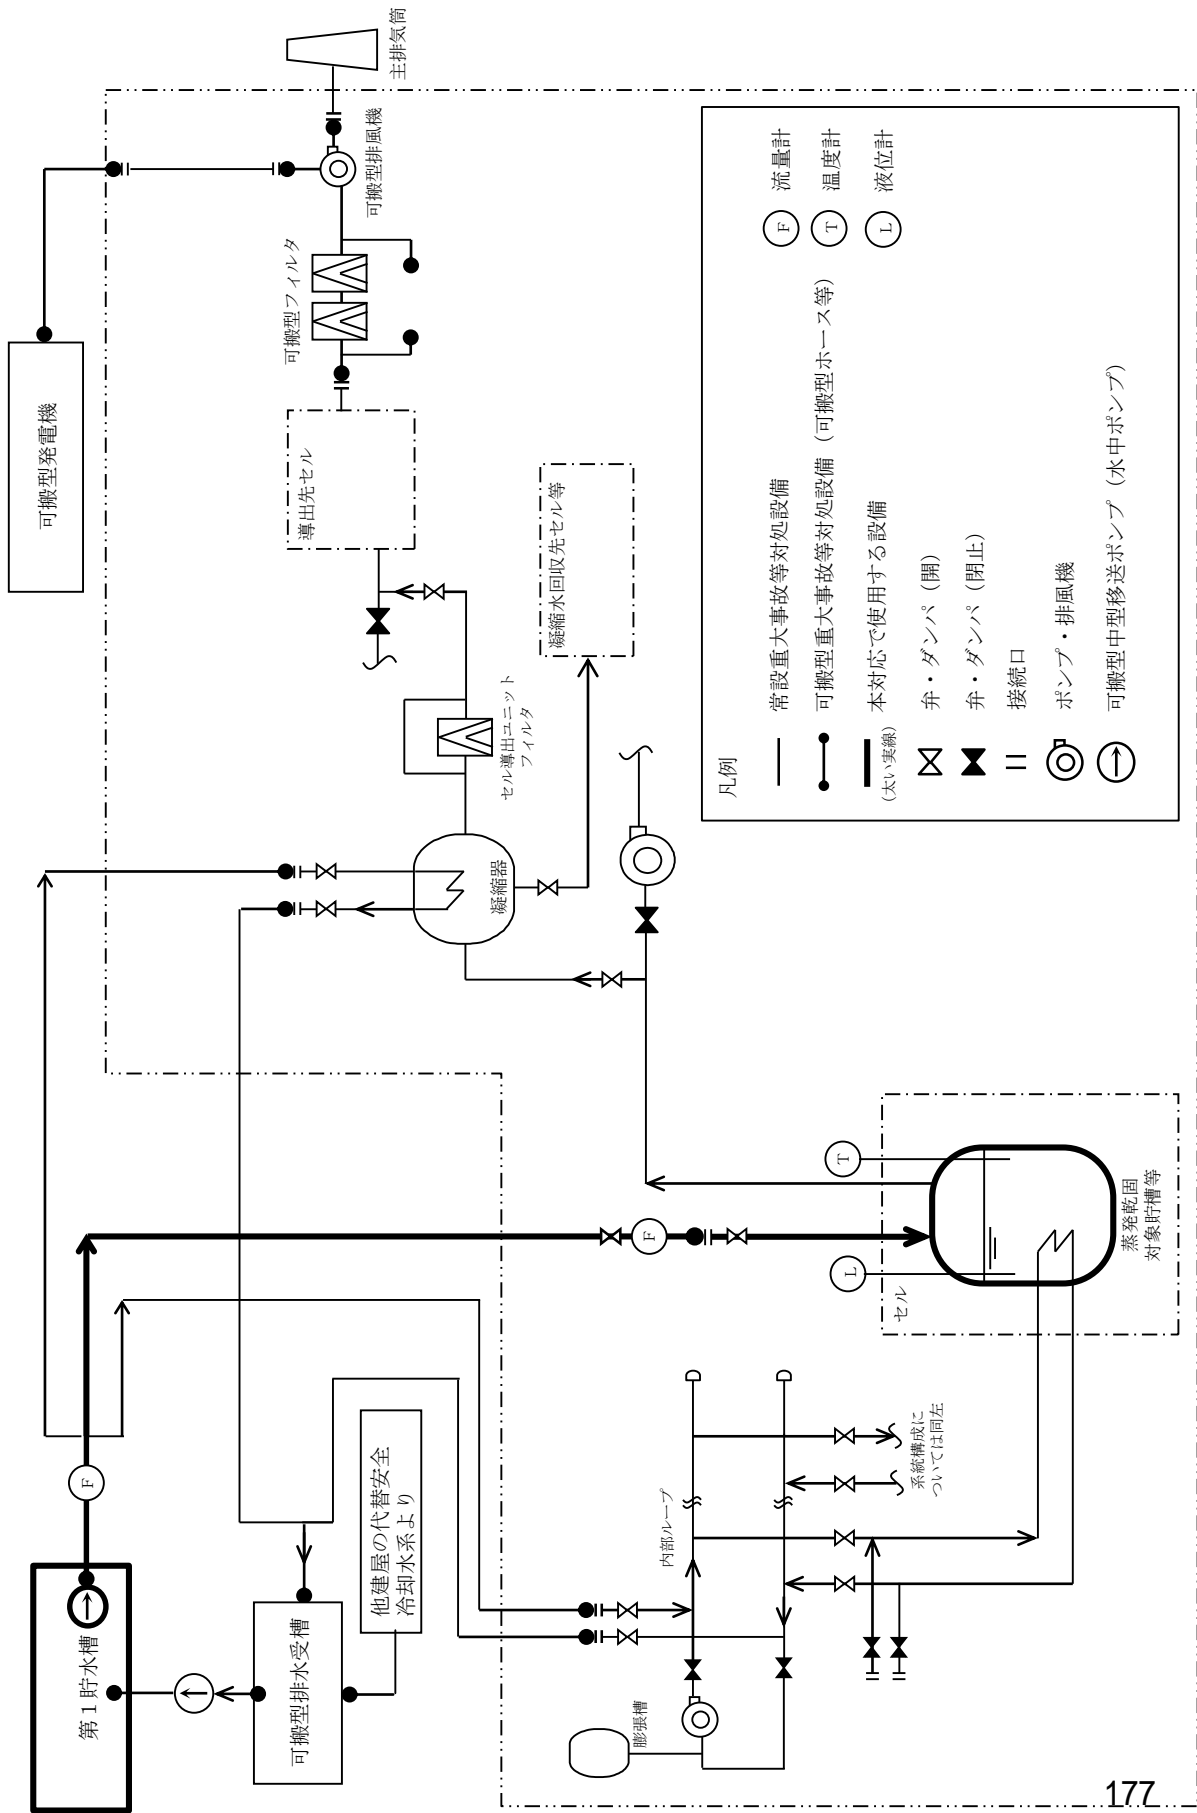 主排気筒
可搬型排風機
可搬型フィルタ
可搬型発電機
導出先セル
凝縮水回収先セル等
セル導出ユニット
フィルタ
凝縮器
凡例
常設重大事故等対処設備
可搬型重大事故等対処設備（可搬型ホース等）
本対応で使用する設備
(太い実線)
弁・ダンパ（開）
弁・ダンパ（閉止）
接続口
ポンプ・排風機
可搬型中型移送ポンプ（水中ポンプ）
F 流量計
T 温度計
L 液位計
T
F
L
セル
蒸発乾固
対象貯槽等
F
第1貯水槽
可搬型排水受槽
他建屋の代替安全
冷却水系より
内部ループ
系統構成に
ついては同左
膨張槽
177